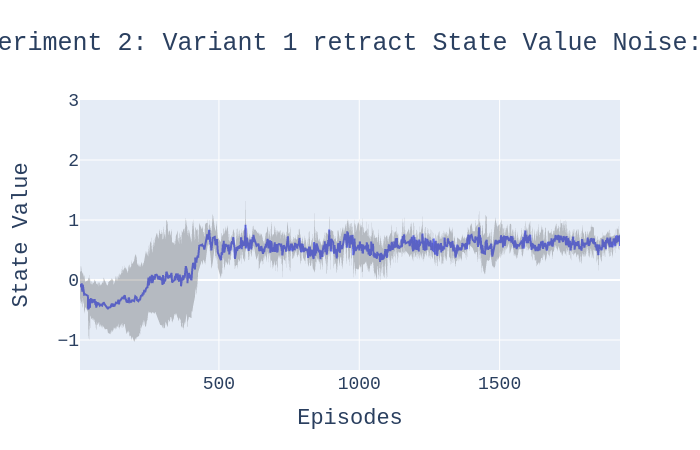 eriment 2: Variant 1 retract State Value Noise:
3
2
1
0
−1
State Value
500
1000
1500
Episodes